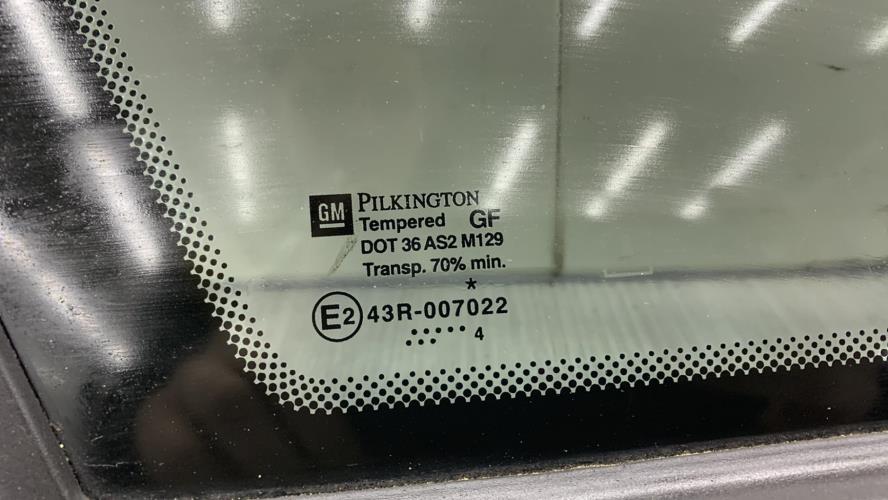 GM PILKINGTON
Tempered GF
DOT 36 AS2 M129
Transp. 70% min.
*
E2 43R-007022
4